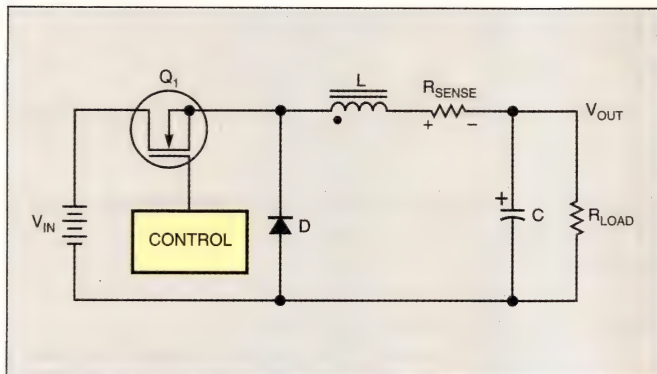 Q1
L
RSENSE
+ −
VOUT
VIN
CONTROL
D
+
C
RLOAD